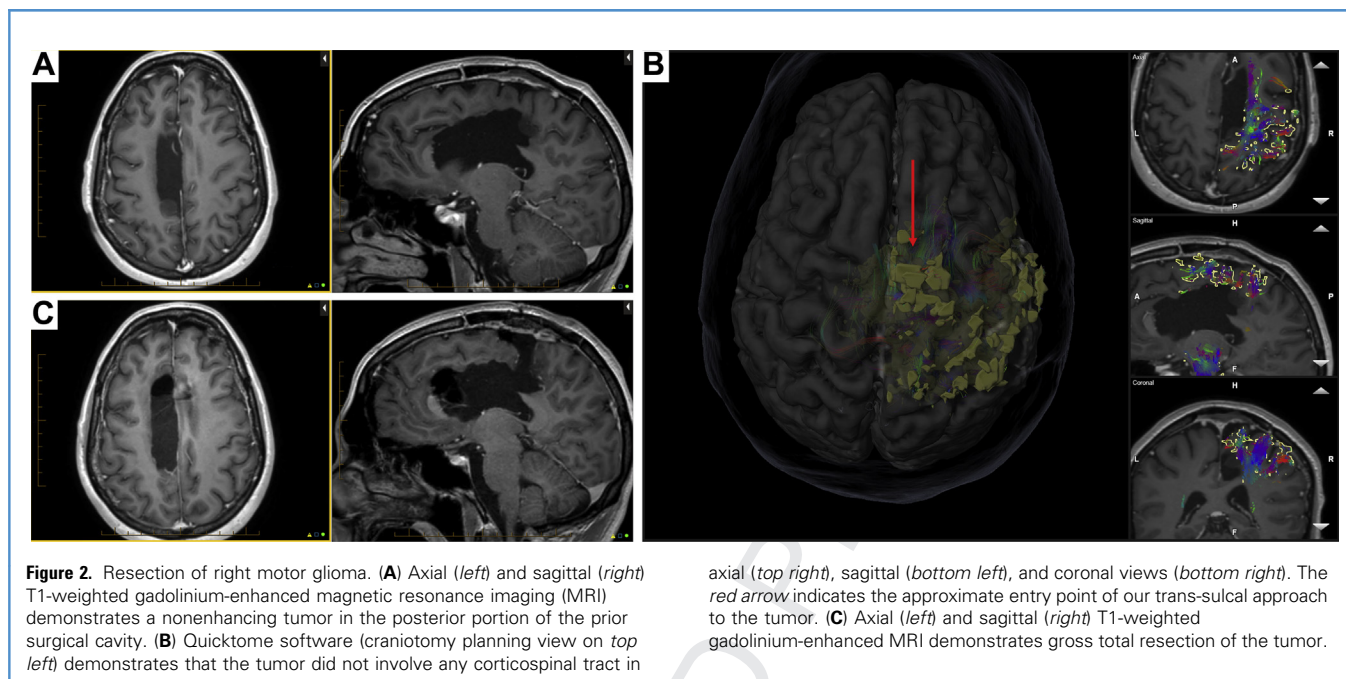 A
B
C
Axial
A
L
R
P
Sagittal
H
A
P
F
Coronal
H
L
R
F
Figure 2. Resection of right motor glioma. (A) Axial (left) and sagittal (right)
T1-weighted gadolinium-enhanced magnetic resonance imaging (MRI)
demonstrates a nonenhancing tumor in the posterior portion of the prior
surgical cavity. (B) Quicktome software (craniotomy planning view on top
left) demonstrates that the tumor did not involve any corticospinal tract in
axial (top right), sagittal (bottom left), and coronal views (bottom right). The
red arrow indicates the approximate entry point of our trans-sulcal approach
to the tumor. (C) Axial (left) and sagittal (right) T1-weighted
gadolinium-enhanced MRI demonstrates gross total resection of the tumor.